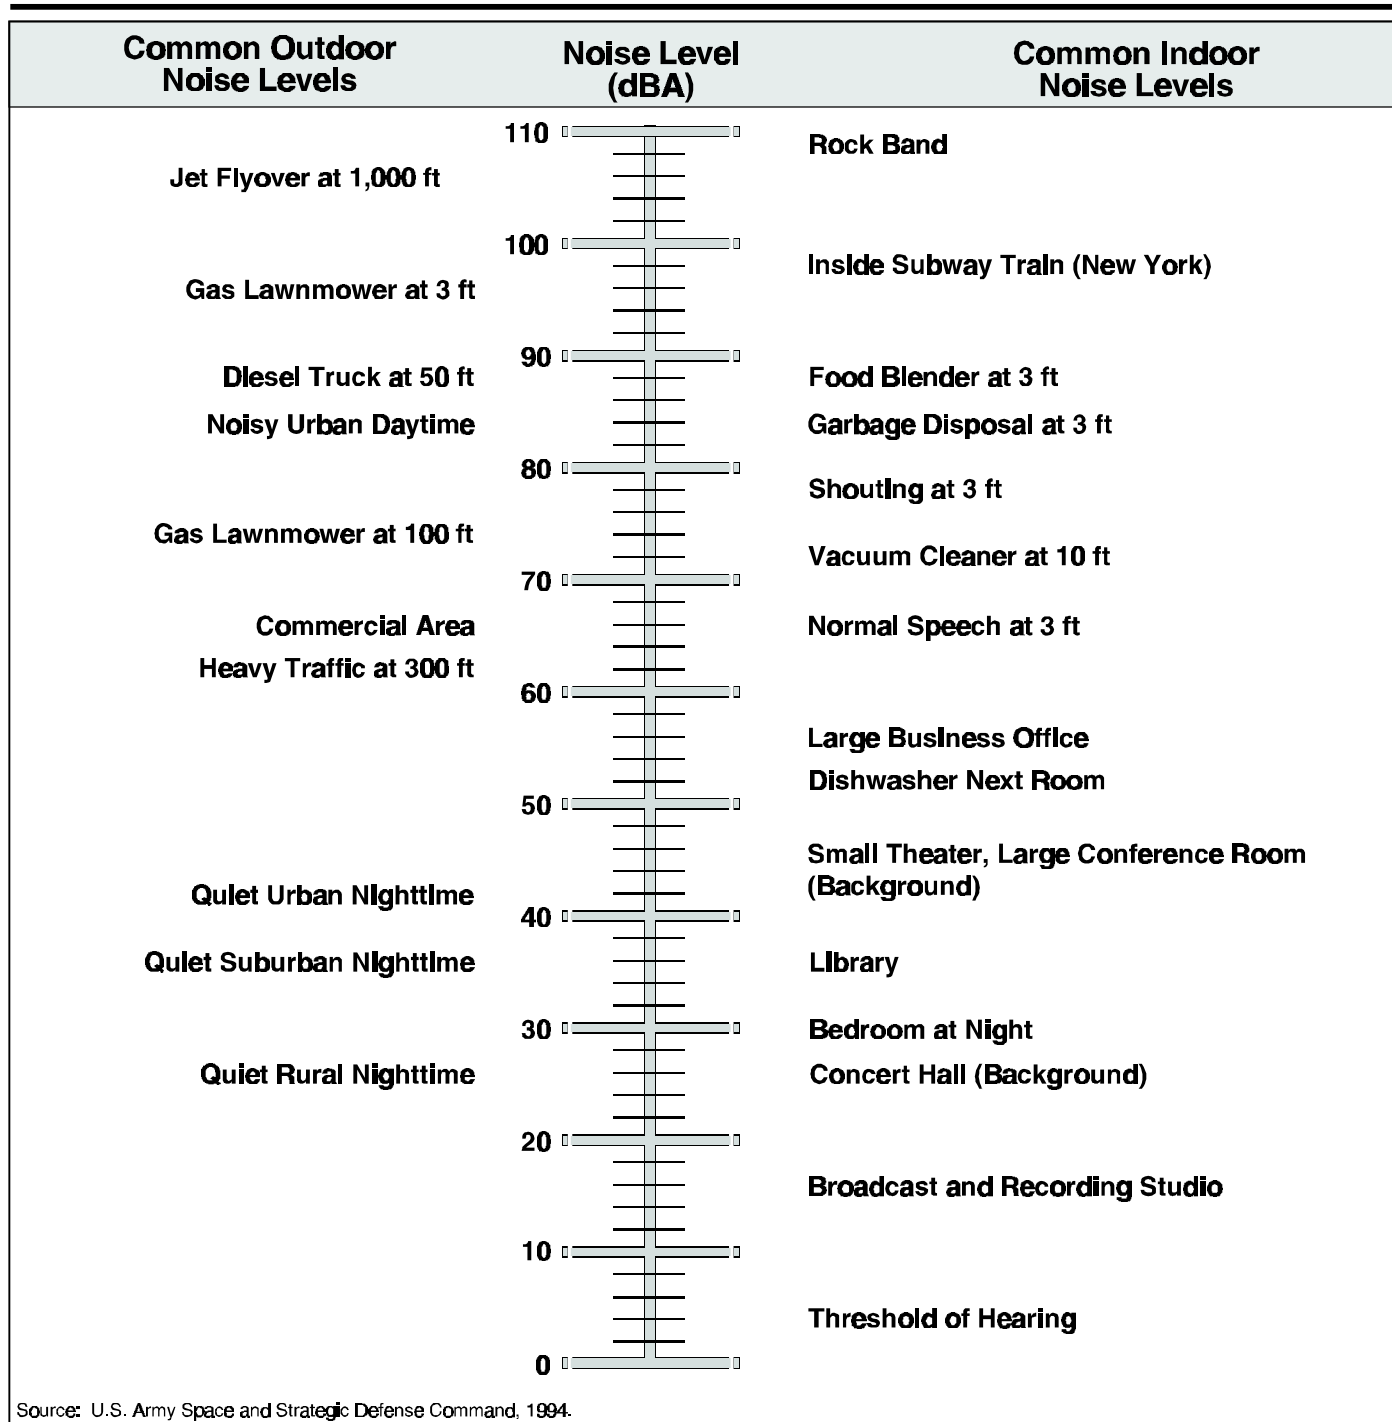 Common Outdoor
Noise Levels
Noise Level
(dBA)
Common Indoor
Noise Levels
110
Rock Band
Jet Flyover at 1,000 ft
100
Inside Subway Train (New York)
Gas Lawnmower at 3 ft
90
Diesel Truck at 50 ft
Food Blender at 3 ft
Noisy Urban Daytime
Garbage Disposal at 3 ft
80
Shouting at 3 ft
Gas Lawnmower at 100 ft
Vacuum Cleaner at 10 ft
70
Commercial Area
Normal Speech at 3 ft
Heavy Traffic at 300 ft
60
Large Business Office
Dishwasher Next Room
50
Small Theater, Large Conference Room
(Background)
Quiet Urban Nighttime
40
Quiet Suburban Nighttime
Library
30
Bedroom at Night
Quiet Rural Nighttime
Concert Hall (Background)
20
Broadcast and Recording Studio
10
Threshold of Hearing
0
Source: U.S. Army Space and Strategic Defense Command, 1994.